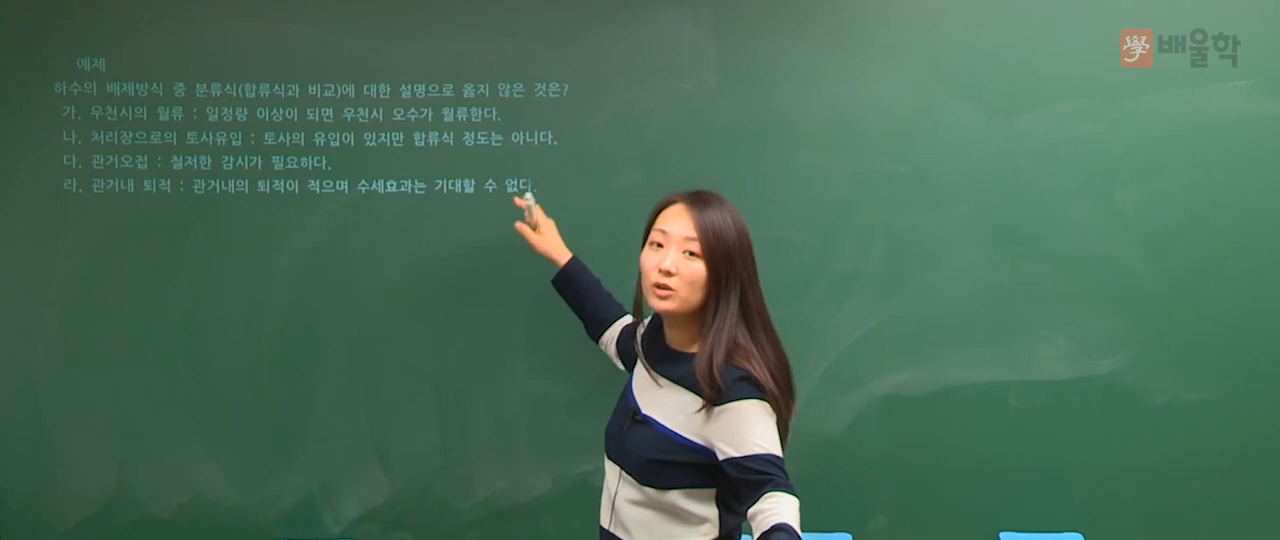 예제
하수의 배제방식 중 분류식(합류식과 비교)에 대한 설명으로 옳지 않은 것은?
가. 우천시의 월류 : 일정량 이상이 되면 우천시 오수가 월류한다.
나. 처리장으로의 토사유입 : 토사의 유입이 있지만 합류식 정도는 아니다.
다. 관거오접 : 철저한 감시가 필요하다.
라. 관거내 퇴적 : 관거내의 퇴적이 적으며 수세효과는 기대할 수 없다.
學 배울학